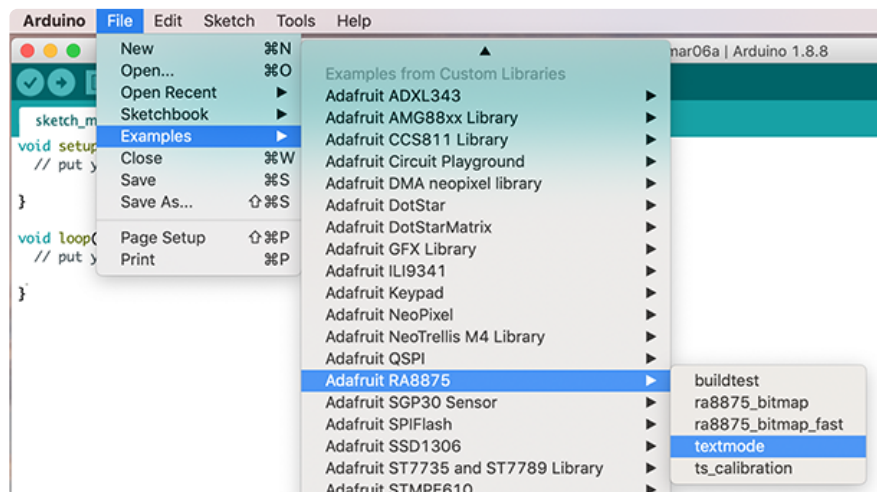 Arduino File Edit Sketch Tools Help
mar06a | Arduino 1.8.8
New ⌘N
Open... ⌘O
Open Recent ▶
Sketchbook ▶
Examples ▶
Close ⌘W
Save ⌘S
Save As... ⇧⌘S
Page Setup ⇧⌘P
Print ⌘P
sketch_m
void setup
// put y
}
void loop(
// put y
}
▲
Examples from Custom Libraries
Adafruit ADXL343 ▶
Adafruit AMG88xx Library ▶
Adafruit CCS811 Library ▶
Adafruit Circuit Playground ▶
Adafruit DMA neopixel library ▶
Adafruit DotStar ▶
Adafruit DotStarMatrix ▶
Adafruit GFX Library ▶
Adafruit ILI9341 ▶
Adafruit Keypad ▶
Adafruit NeoPixel ▶
Adafruit NeoTrellis M4 Library ▶
Adafruit QSPI ▶
Adafruit RA8875 ▶
Adafruit SGP30 Sensor ▶
Adafruit SPIFlash ▶
Adafruit SSD1306 ▶
Adafruit ST7735 and ST7789 Library ▶
Adafruit STMPE610 ▶
buildtest
ra8875_bitmap
ra8875_bitmap_fast
textmode
ts_calibration